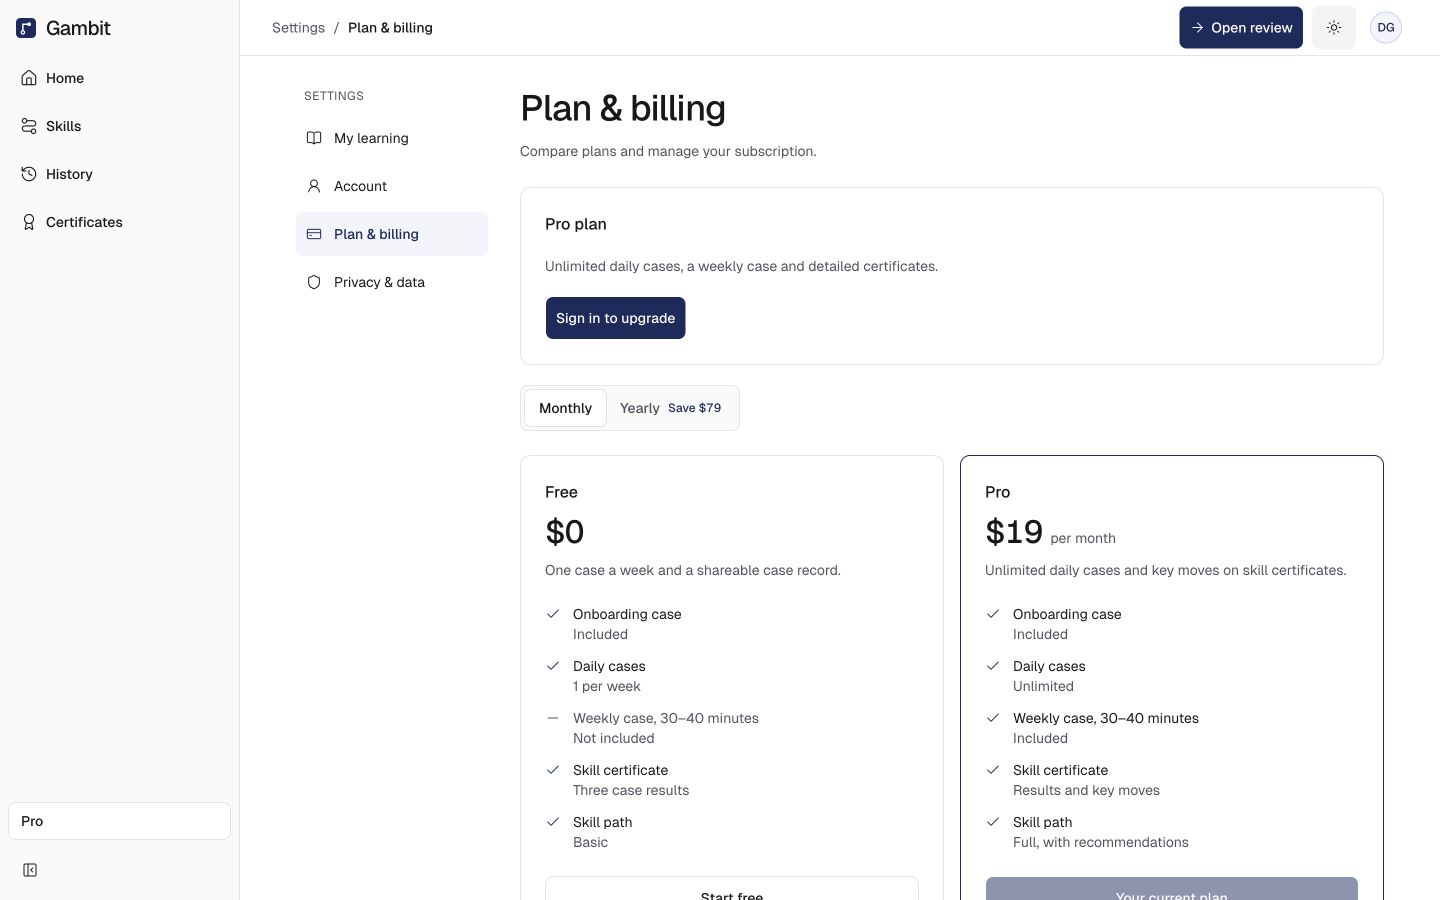 Gambit
Home
Skills
History
Certificates
Pro
Settings / Plan & billing
Open review
DG
SETTINGS
My learning
Account
Plan & billing
Privacy & data
Plan & billing
Compare plans and manage your subscription.
Pro plan
Unlimited daily cases, a weekly case and detailed certificates.
Sign in to upgrade
Monthly
Yearly Save $79
Free
$0
One case a week and a shareable case record.
Onboarding case
Included
Daily cases
1 per week
Weekly case, 30–40 minutes
Not included
Skill certificate
Three case results
Skill path
Basic
Start free
Pro
$19 per month
Unlimited daily cases and key moves on skill certificates.
Onboarding case
Included
Daily cases
Unlimited
Weekly case, 30–40 minutes
Included
Skill certificate
Results and key moves
Skill path
Full, with recommendations
Your current plan